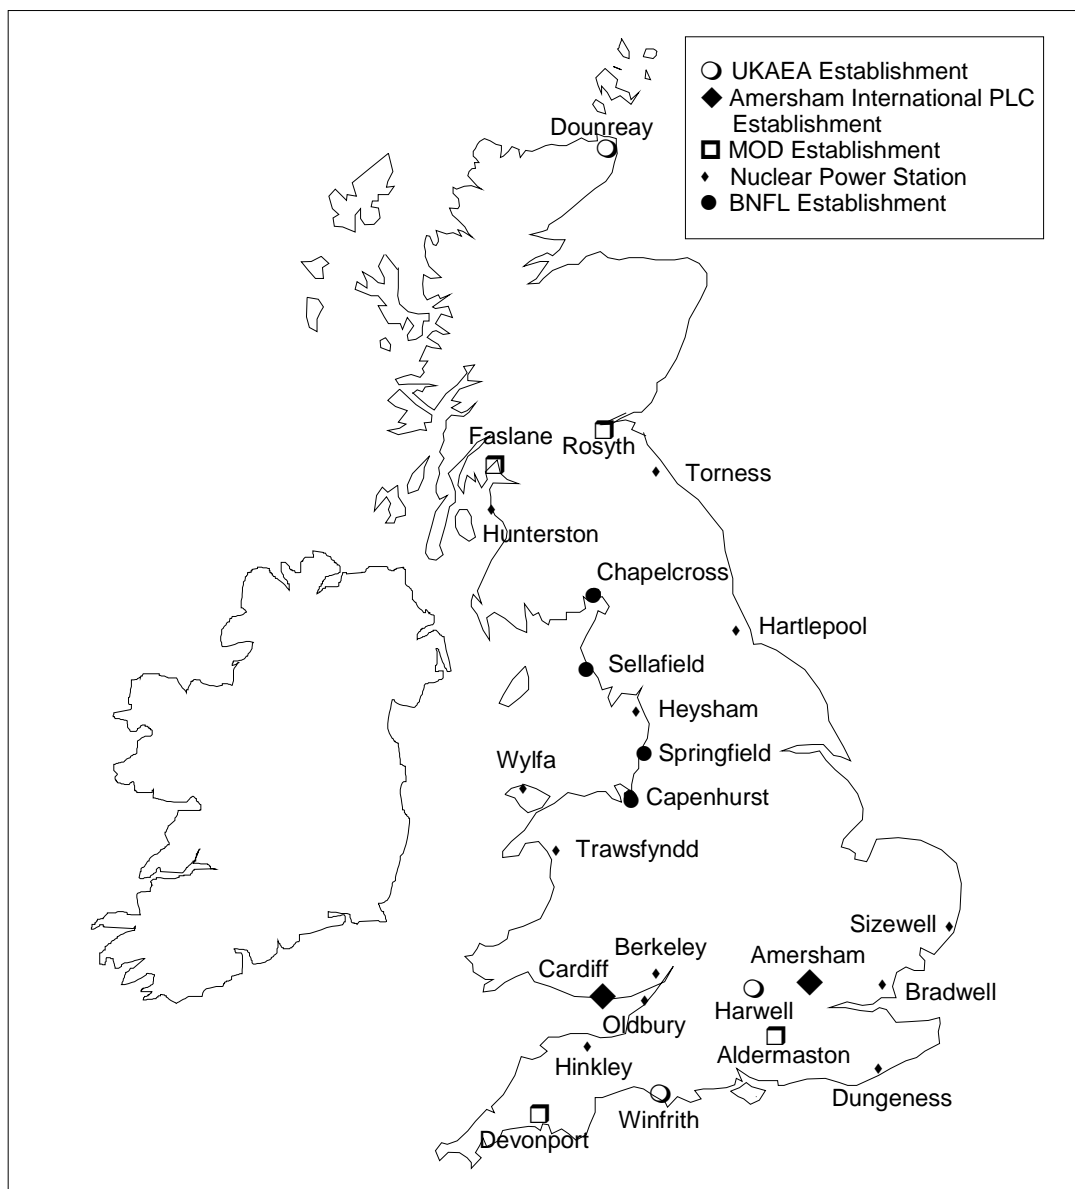 UKAEA Establishment
Amersham International PLC
Establishment
MOD Establishment
Nuclear Power Station
BNFL Establishment
Dounreay
Faslane
Rosyth
Torness
Hunterston
Chapelcross
Hartlepool
Sellafield
Heysham
Springfield
Wylfa
Capenhurst
Trawsfyndd
Sizewell
Berkeley
Amersham
Cardiff
Bradwell
Harwell
Oldbury
Aldermaston
Hinkley
Dungeness
Winfrith
Devonport